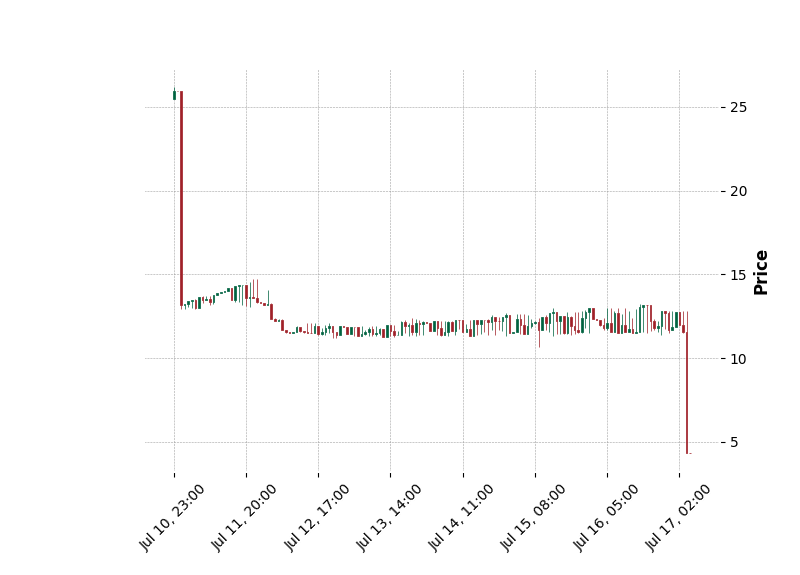 25
20
15
10
5
Price
Jul 10, 23:00
Jul 11, 20:00
Jul 12, 17:00
Jul 13, 14:00
Jul 14, 11:00
Jul 15, 08:00
Jul 16, 05:00
Jul 17, 02:00